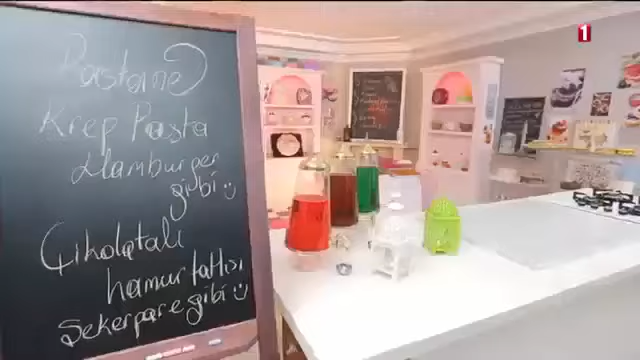 Pastane
Krep Pasta
Hamburger
gibi :)
Çikolatalı
hamur tatlısı
Şekerpare gibi :)
1